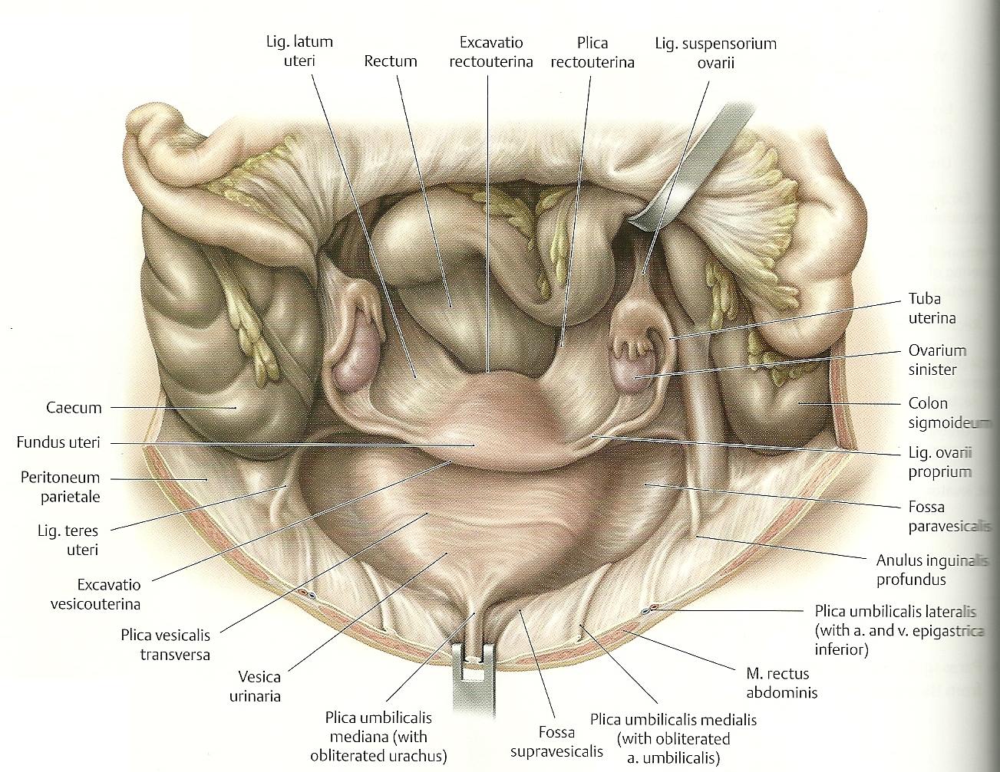 Lig. latum
uteri
Rectum
Excavatio
rectouterina
Plica
rectouterina
Lig. suspensorium
ovarii
Tuba
uterina
Ovarium
sinister
Colon
sigmoideum
Lig. ovarii
proprium
Fossa
paravesicalis
Anulus inguinalis
profundus
Plica umbilicalis lateralis
(with a. and v. epigastrica
inferior)
M. rectus
abdominis
Plica umbilicalis medialis
(with obliterated
a. umbilicalis)
Fossa
supravesicalis
Plica umbilicalis
mediana (with
obliterated urachus)
Vesica
urinaria
Plica vesicalis
transversa
Excavatio
vesicouterina
Lig. teres
uteri
Peritoneum
parietale
Fundus uteri
Caecum